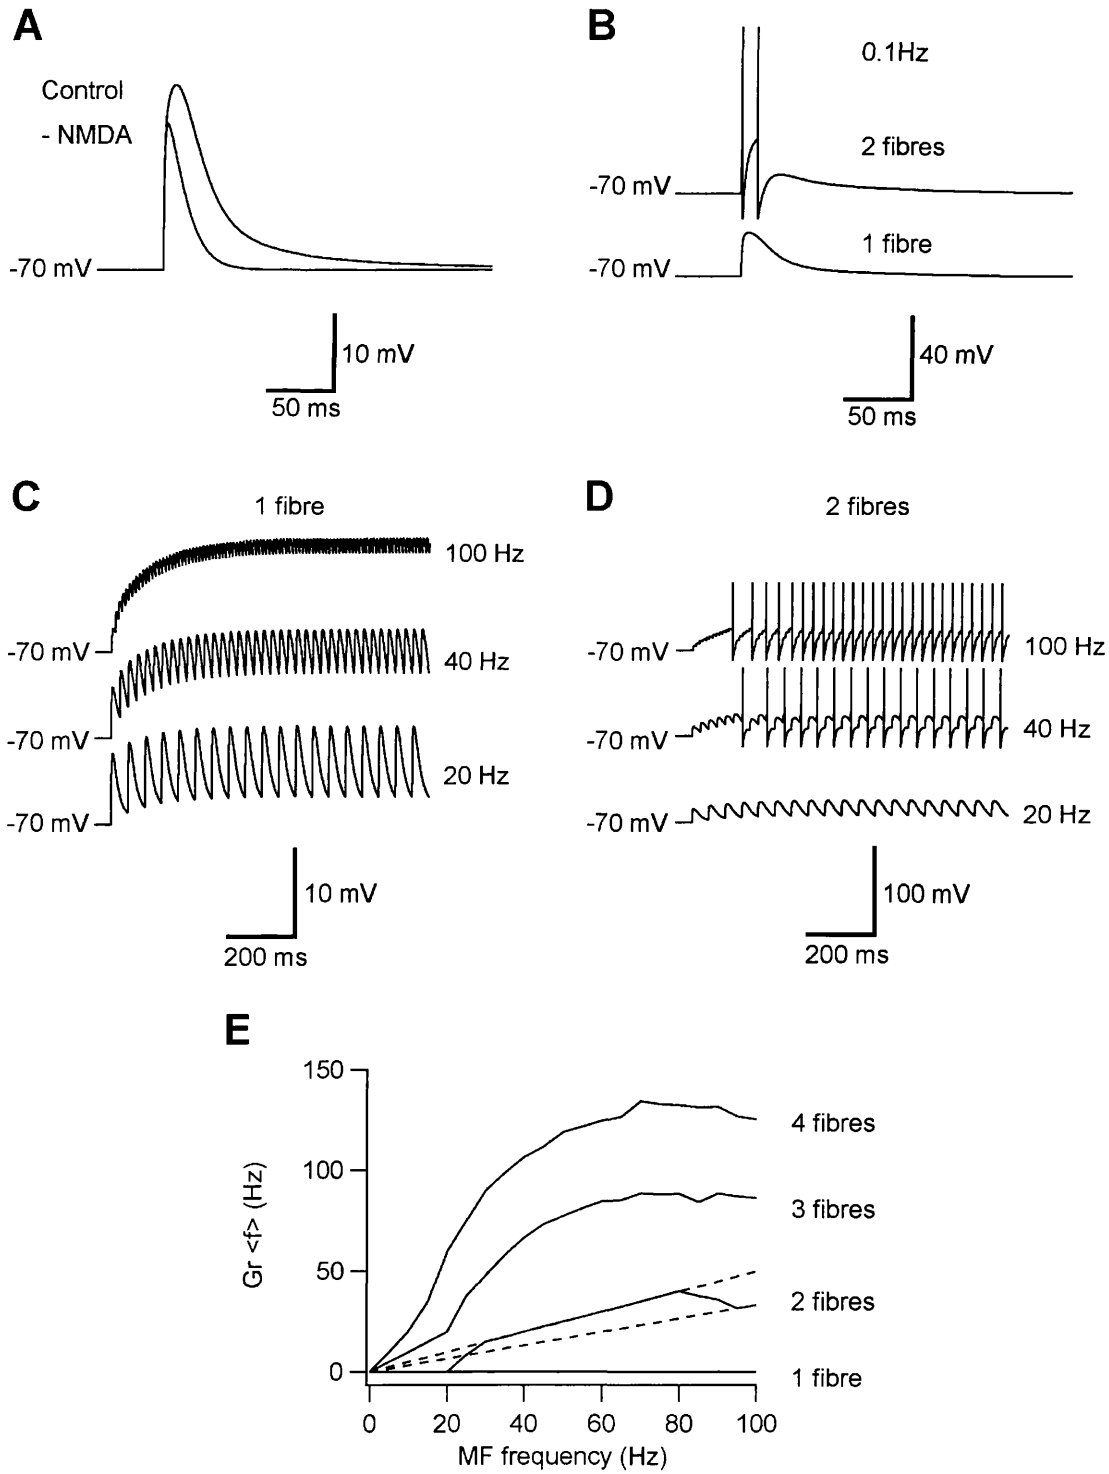 A
Control
- NMDA
-70 mV
10 mV
50 ms
B
0.1Hz
2 fibres
-70 mV
1 fibre
-70 mV
40 mV
50 ms
C
1 fibre
100 Hz
-70 mV
40 Hz
-70 mV
20 Hz
-70 mV
10 mV
200 ms
D
2 fibres
100 Hz
-70 mV
40 Hz
-70 mV
20 Hz
-70 mV
100 mV
200 ms
E
150
100
50
0
Gr <f> (Hz)
4 fibres
3 fibres
2 fibres
1 fibre
0 20 40 60 80 100
MF frequency (Hz)